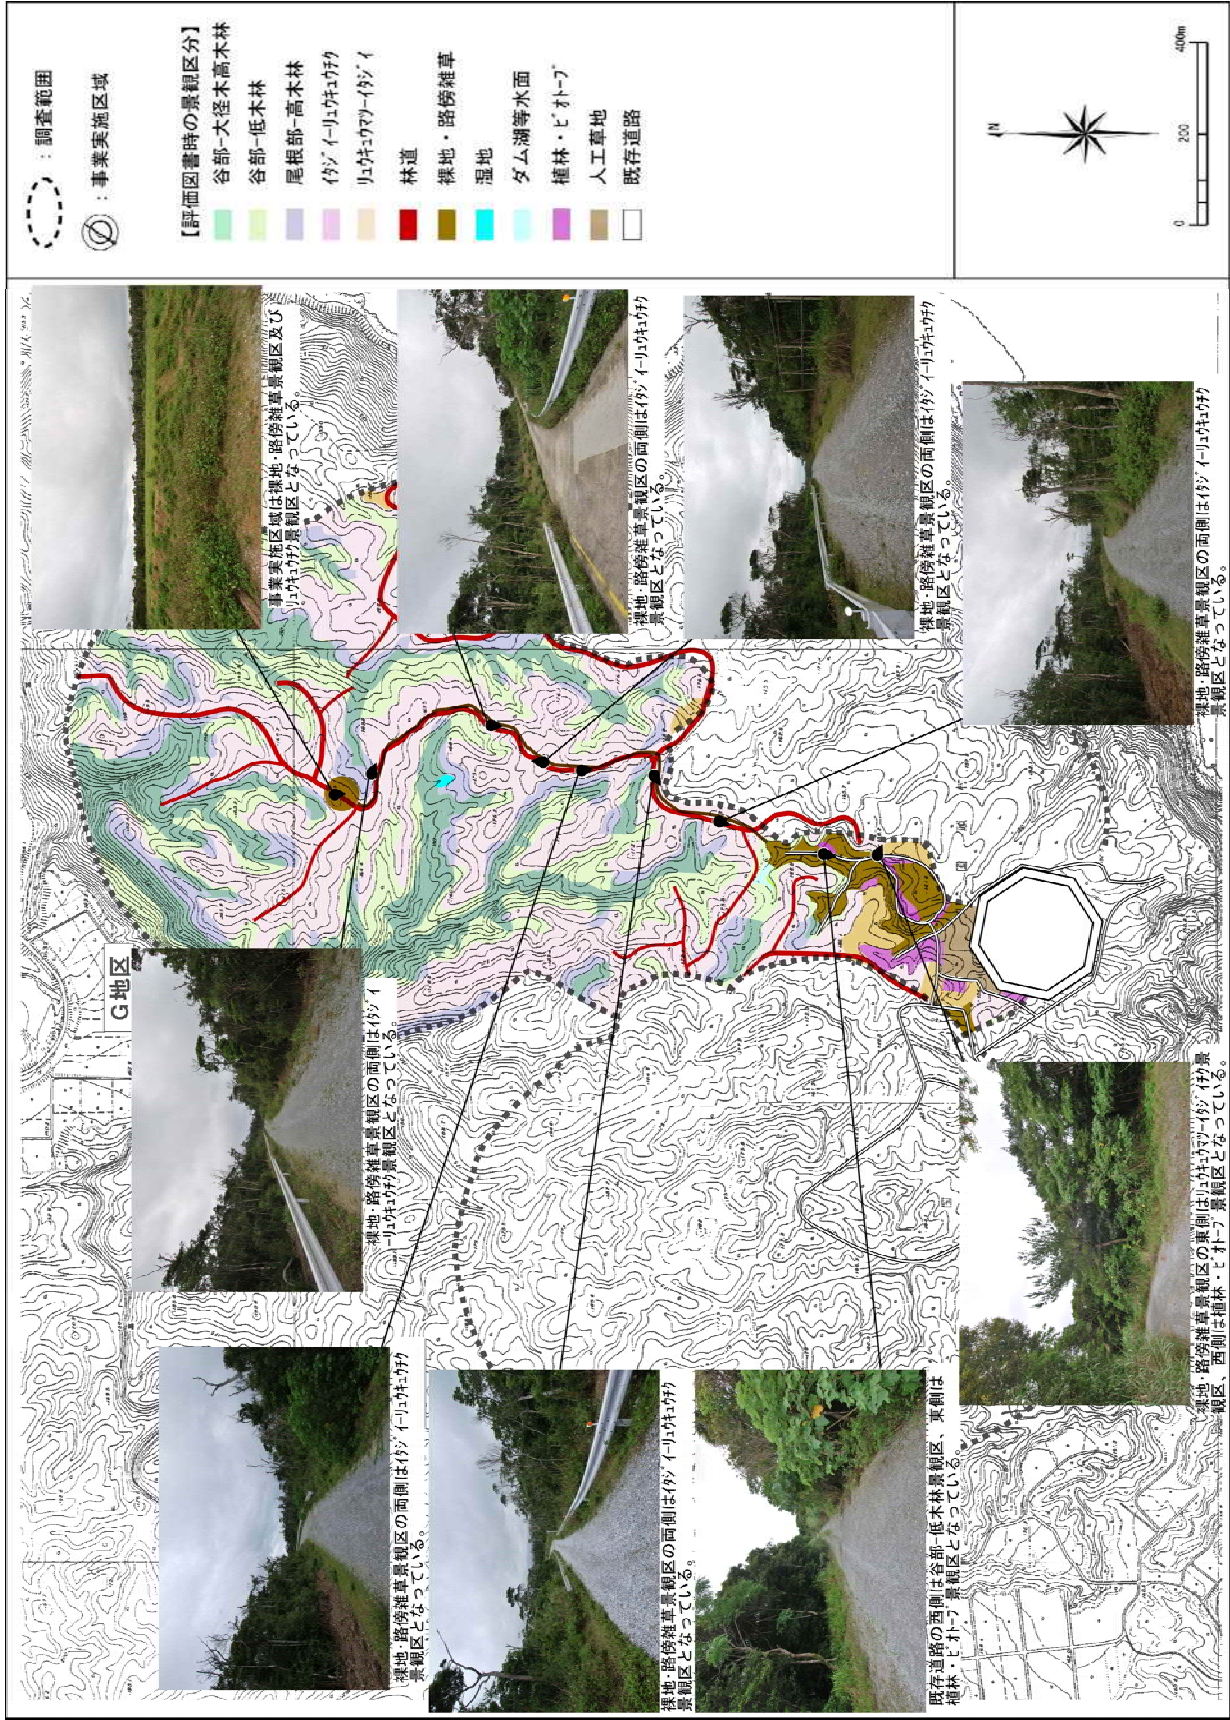 ：調査範囲
：事業実施区域
【評価図書時の景観区分】
谷部-大径木高木林
谷部-低木林
尾根部-高木林
ｲﾀｼﾞｲｰﾘｭｳｷｭｳﾁｸ
ﾘｭｳｷｭｳﾏﾂｰｲﾀｼﾞｲ
林道
裸地・路傍雑草
湿地
ダム湖等水面
植林・ﾋﾞｵﾄｰﾌﾟ
人工草地
既存道路
N
0 200 400m
G地区
事業実施区域は裸地・路傍雑草景観区及び
ﾘｭｳｷｭｳﾁｸ景観区となっている。
裸地・路傍雑草景観区の両側はｲﾀｼﾞｲｰﾘｭｳｷｭｳﾁｸ
景観区となっている。
裸地・路傍雑草景観区の両側はｲﾀｼﾞｲｰﾘｭｳｷｭｳﾁｸ
景観区となっている。
裸地・路傍雑草景観区の両側はｲﾀｼﾞｲｰﾘｭｳｷｭｳﾁｸ
景観区となっている。
裸地・路傍雑草景観区の両側はｲﾀｼﾞｲ
ｰﾘｭｳｷｭｳﾁｸ景観区となっている。
裸地・路傍雑草景観区の両側はｲﾀｼﾞｲｰﾘｭｳｷｭｳﾁｸ
景観区となっている。
裸地・路傍雑草景観区の両側はｲﾀｼﾞｲｰﾘｭｳｷｭｳﾁｸ
景観区となっている。
既存道路の西側は谷部-低木林景観区、東側は
植林・ﾋﾞｵﾄｰﾌﾟ景観区となっている。
裸地・路傍雑草景観区の東側はﾘｭｳｷｭｳﾏﾂｰｲﾀｼﾞｲﾁｸ景
観区、西側は植林・ﾋﾞｵﾄｰﾌﾟ景観区となっている。